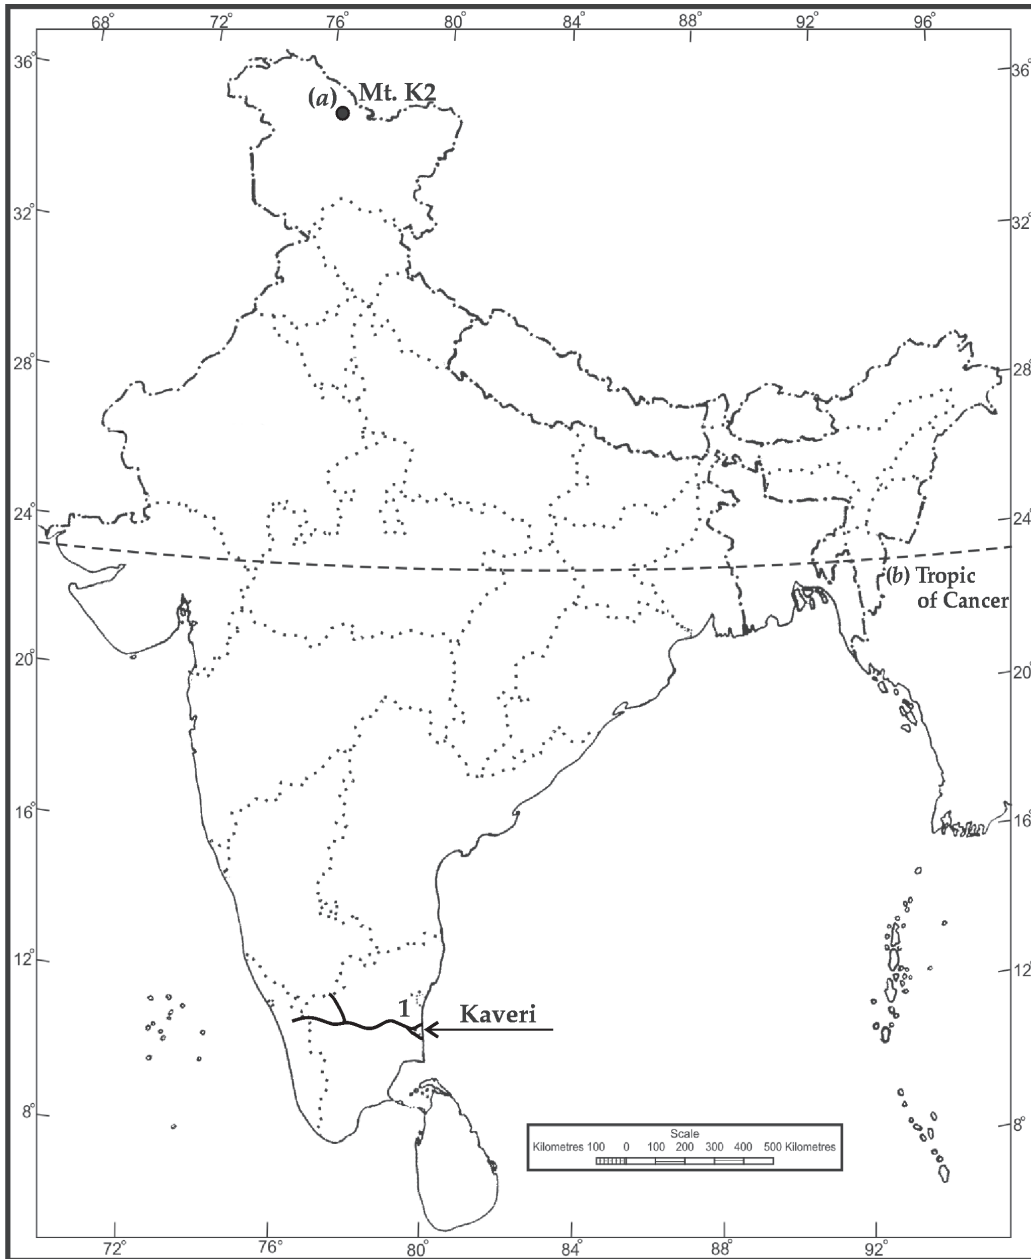 68° 72° 76° 80° 84° 88° 92° 96°
36° 36°
(a) Mt. K2
32° 32°
28° 28°
24° 24°
(b) Tropic
of Cancer
20° 20°
16° 16°
12° 12°
1 Kaveri
8° 8°
Scale
Kilometres 100 0 100 200 300 400 500 Kilometres
72° 76° 80° 84° 88° 92°